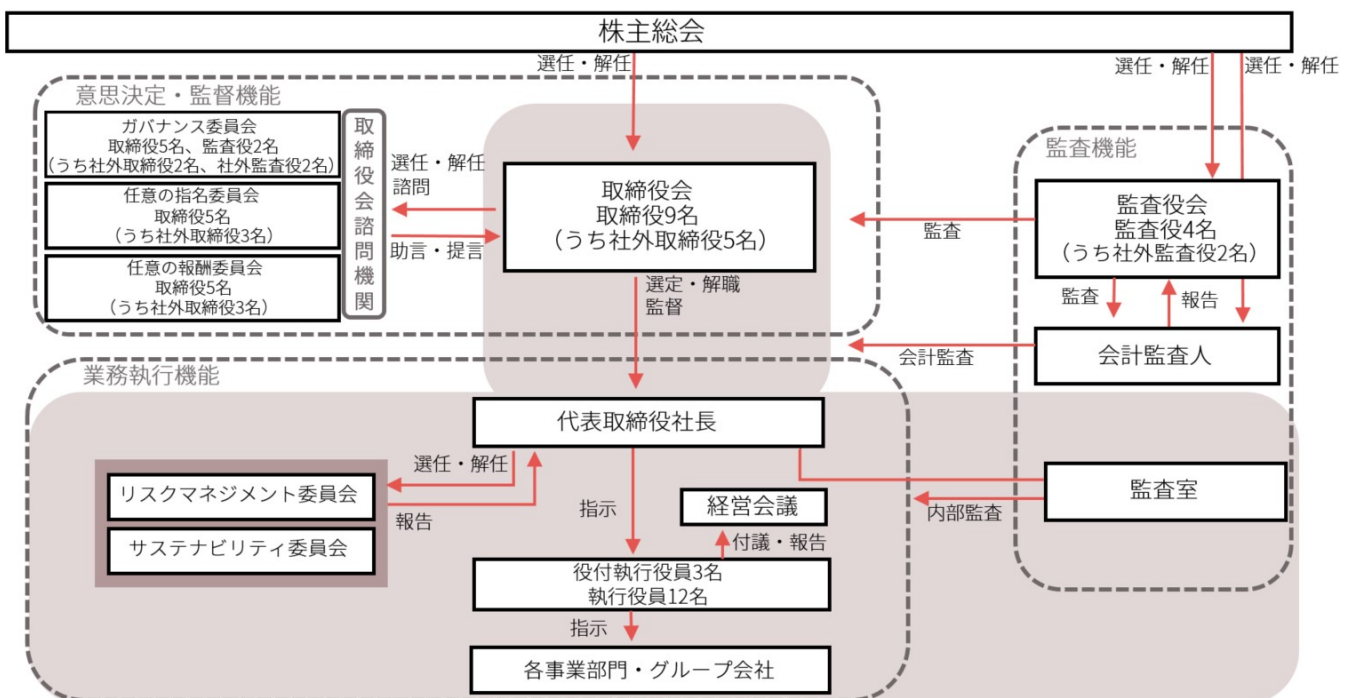 株主総会
選任・解任
選任・解任
選任・解任
意思決定・監督機能
ガバナンス委員会
取締役5名、監査役2名
(うち社外取締役2名、社外監査役2名)
任意の指名委員会
取締役5名
(うち社外取締役3名)
任意の報酬委員会
取締役5名
(うち社外取締役3名)
取締役会諮問機関
選任・解任
諮問
助言・提言
取締役会
取締役9名
(うち社外取締役5名)
選定・解職
監督
監査
会計監査
監査機能
監査役会
監査役4名
(うち社外監査役2名)
監査
報告
会計監査人
業務執行機能
代表取締役社長
選任・解任
報告
リスクマネジメント委員会
サステナビリティ委員会
指示
経営会議
付議・報告
内部監査
監査室
役付執行役員3名
執行役員12名
指示
各事業部門・グループ会社